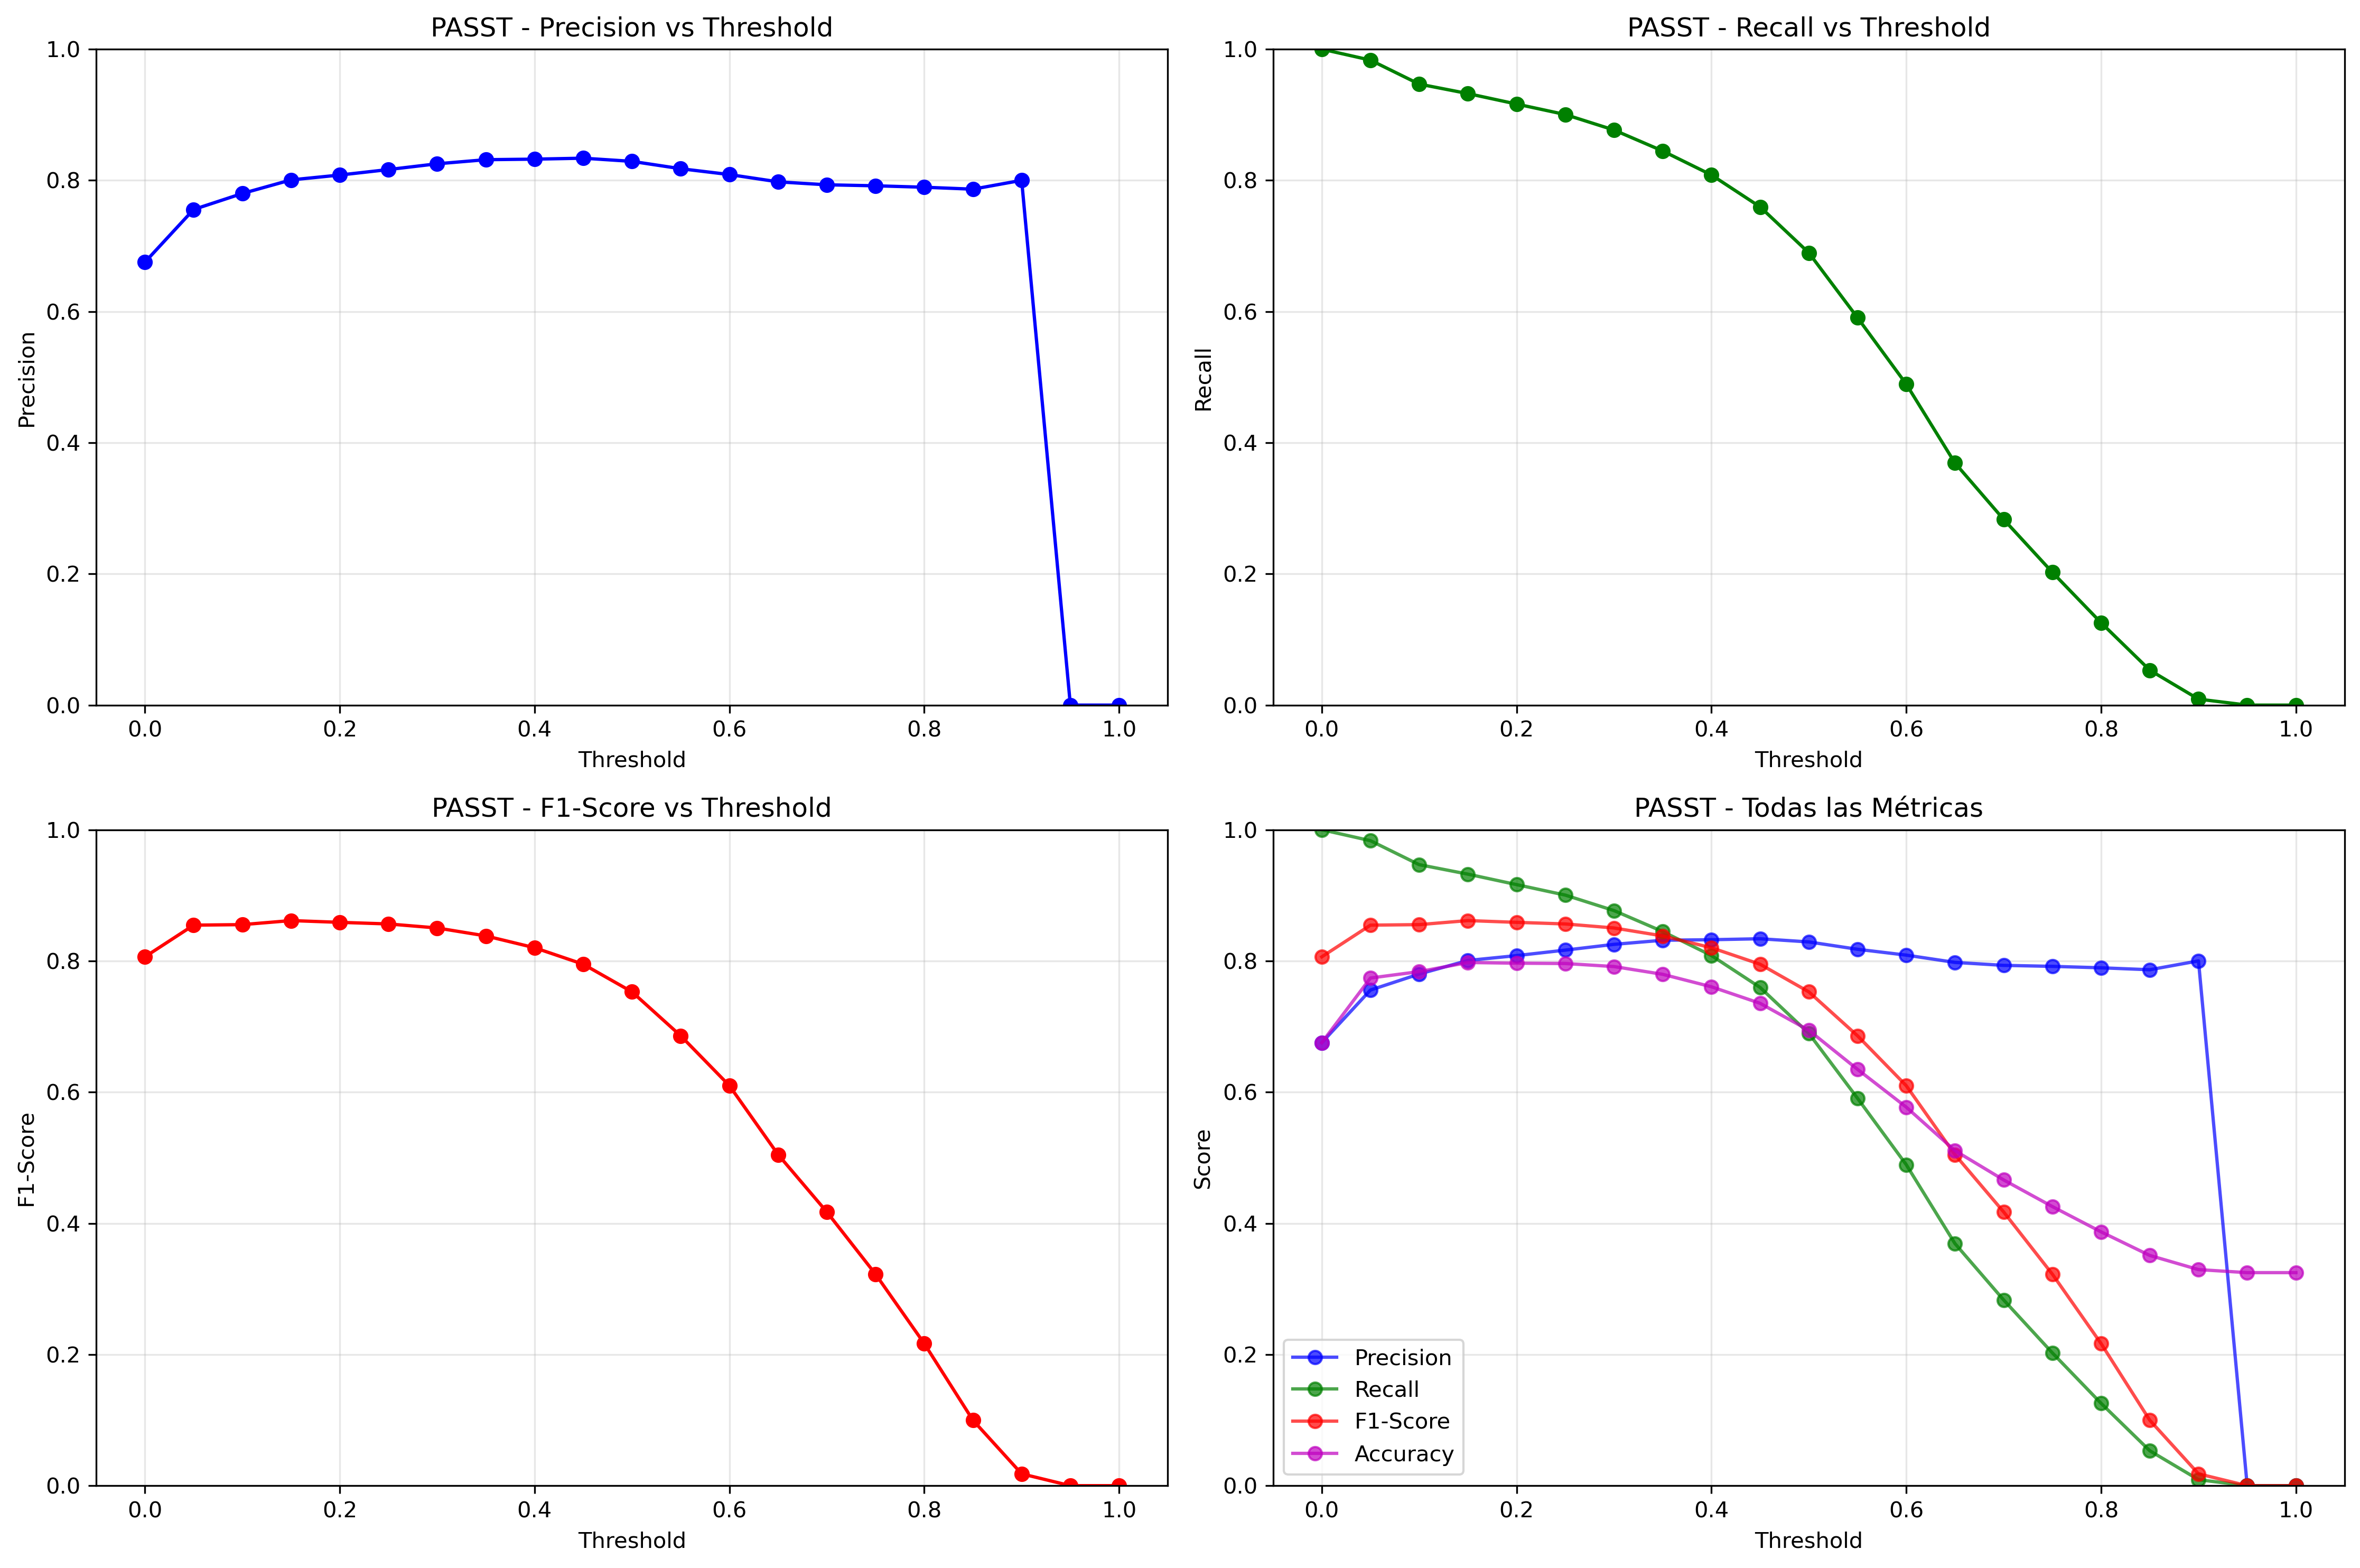 PASST - Precision vs Threshold
1.0
0.8
0.6
0.4
0.2
0.0
Precision
0.0 0.2 0.4 0.6 0.8 1.0
Threshold
PASST - Recall vs Threshold
1.0
0.8
0.6
0.4
0.2
0.0
Recall
0.0 0.2 0.4 0.6 0.8 1.0
Threshold
PASST - F1-Score vs Threshold
1.0
0.8
0.6
0.4
0.2
0.0
F1-Score
0.0 0.2 0.4 0.6 0.8 1.0
Threshold
PASST - Todas las Métricas
1.0
0.8
0.6
0.4
0.2
0.0
Score
Precision
Recall
F1-Score
Accuracy
0.0 0.2 0.4 0.6 0.8 1.0
Threshold